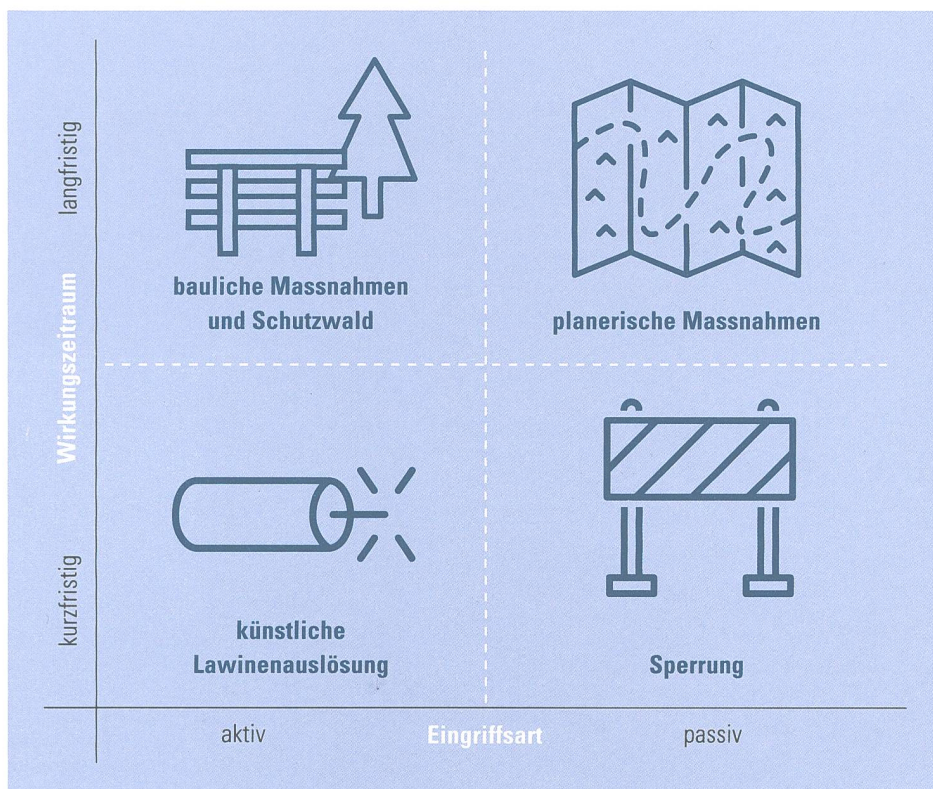 langfristig
Wirkungszeitraum
kurzfristig
bauliche Massnahmen
und Schutzwald
planerische Massnahmen
künstliche
Lawinenauslösung
Sperrung
aktiv
Eingriffsart
passiv